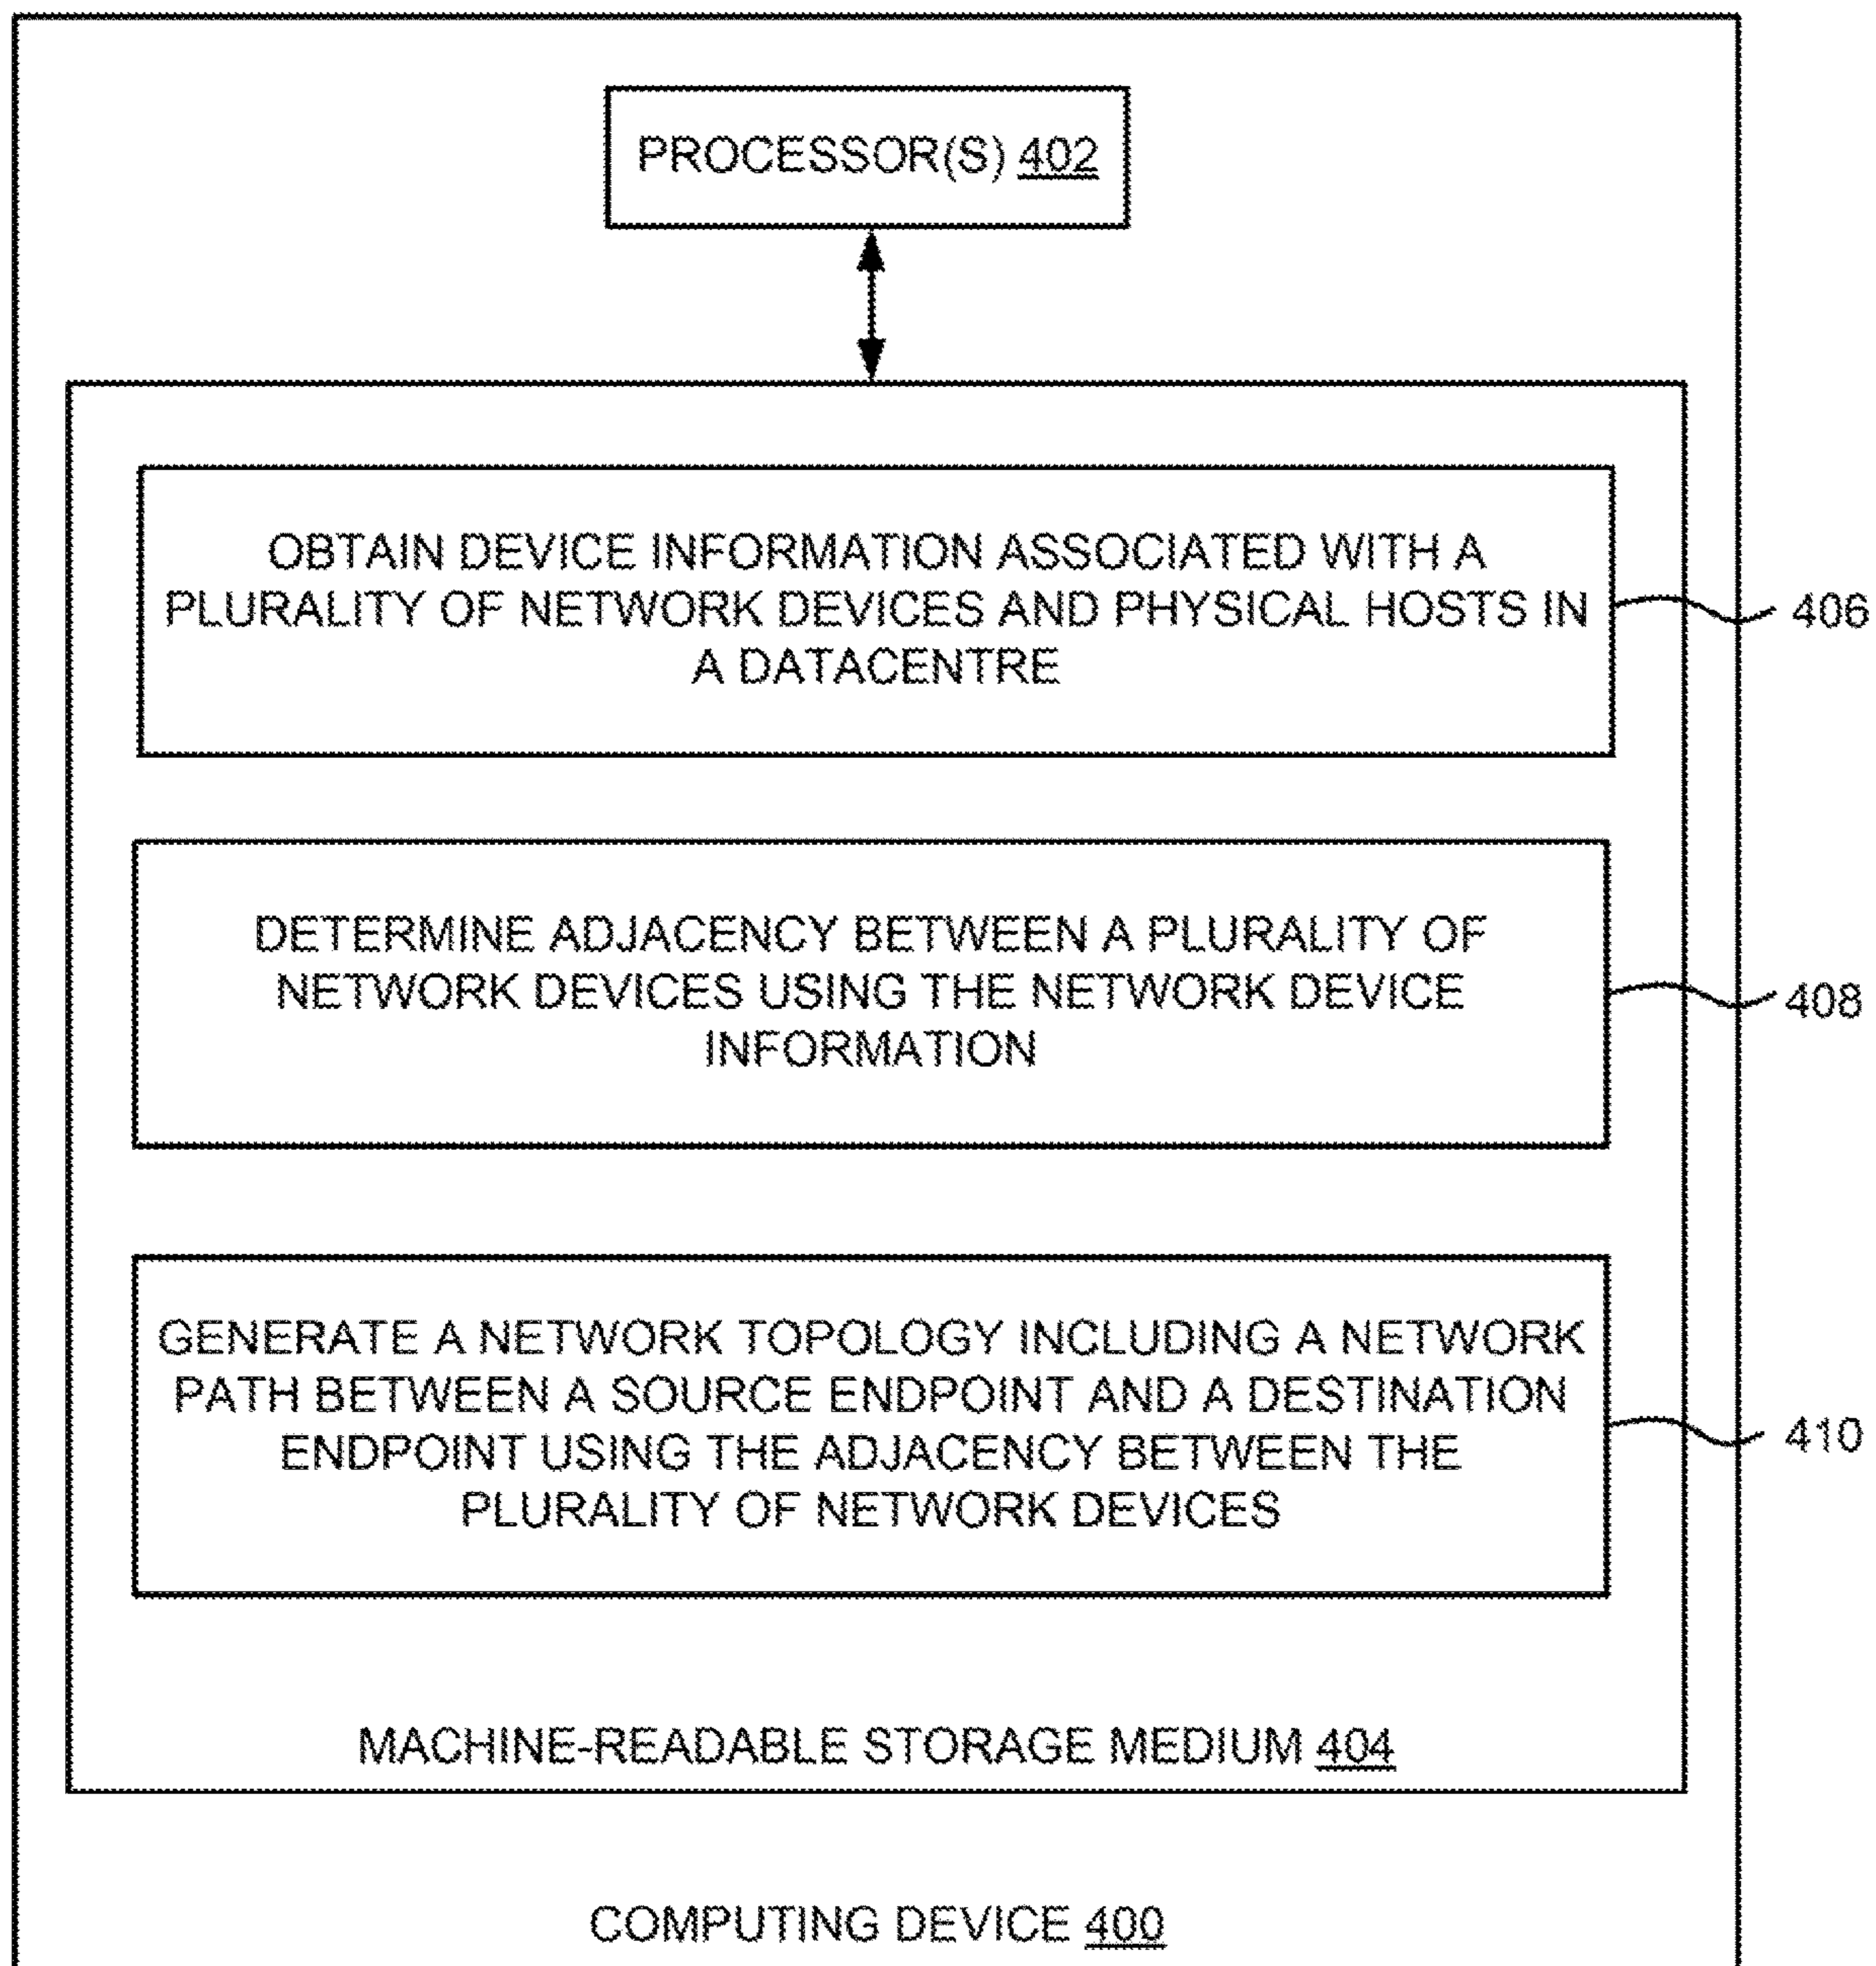 PROCESSOR(S) 402
OBTAIN DEVICE INFORMATION ASSOCIATED WITH A
PLURALITY OF NETWORK DEVICES AND PHYSICAL HOSTS IN
A DATACENTRE
406
DETERMINE ADJACENCY BETWEEN A PLURALITY OF
NETWORK DEVICES USING THE NETWORK DEVICE
INFORMATION
408
GENERATE A NETWORK TOPOLOGY INCLUDING A NETWORK
PATH BETWEEN A SOURCE ENDPOINT AND A DESTINATION
ENDPOINT USING THE ADJACENCY BETWEEN THE
PLURALITY OF NETWORK DEVICES
410
MACHINE-READABLE STORAGE MEDIUM 404
COMPUTING DEVICE 400